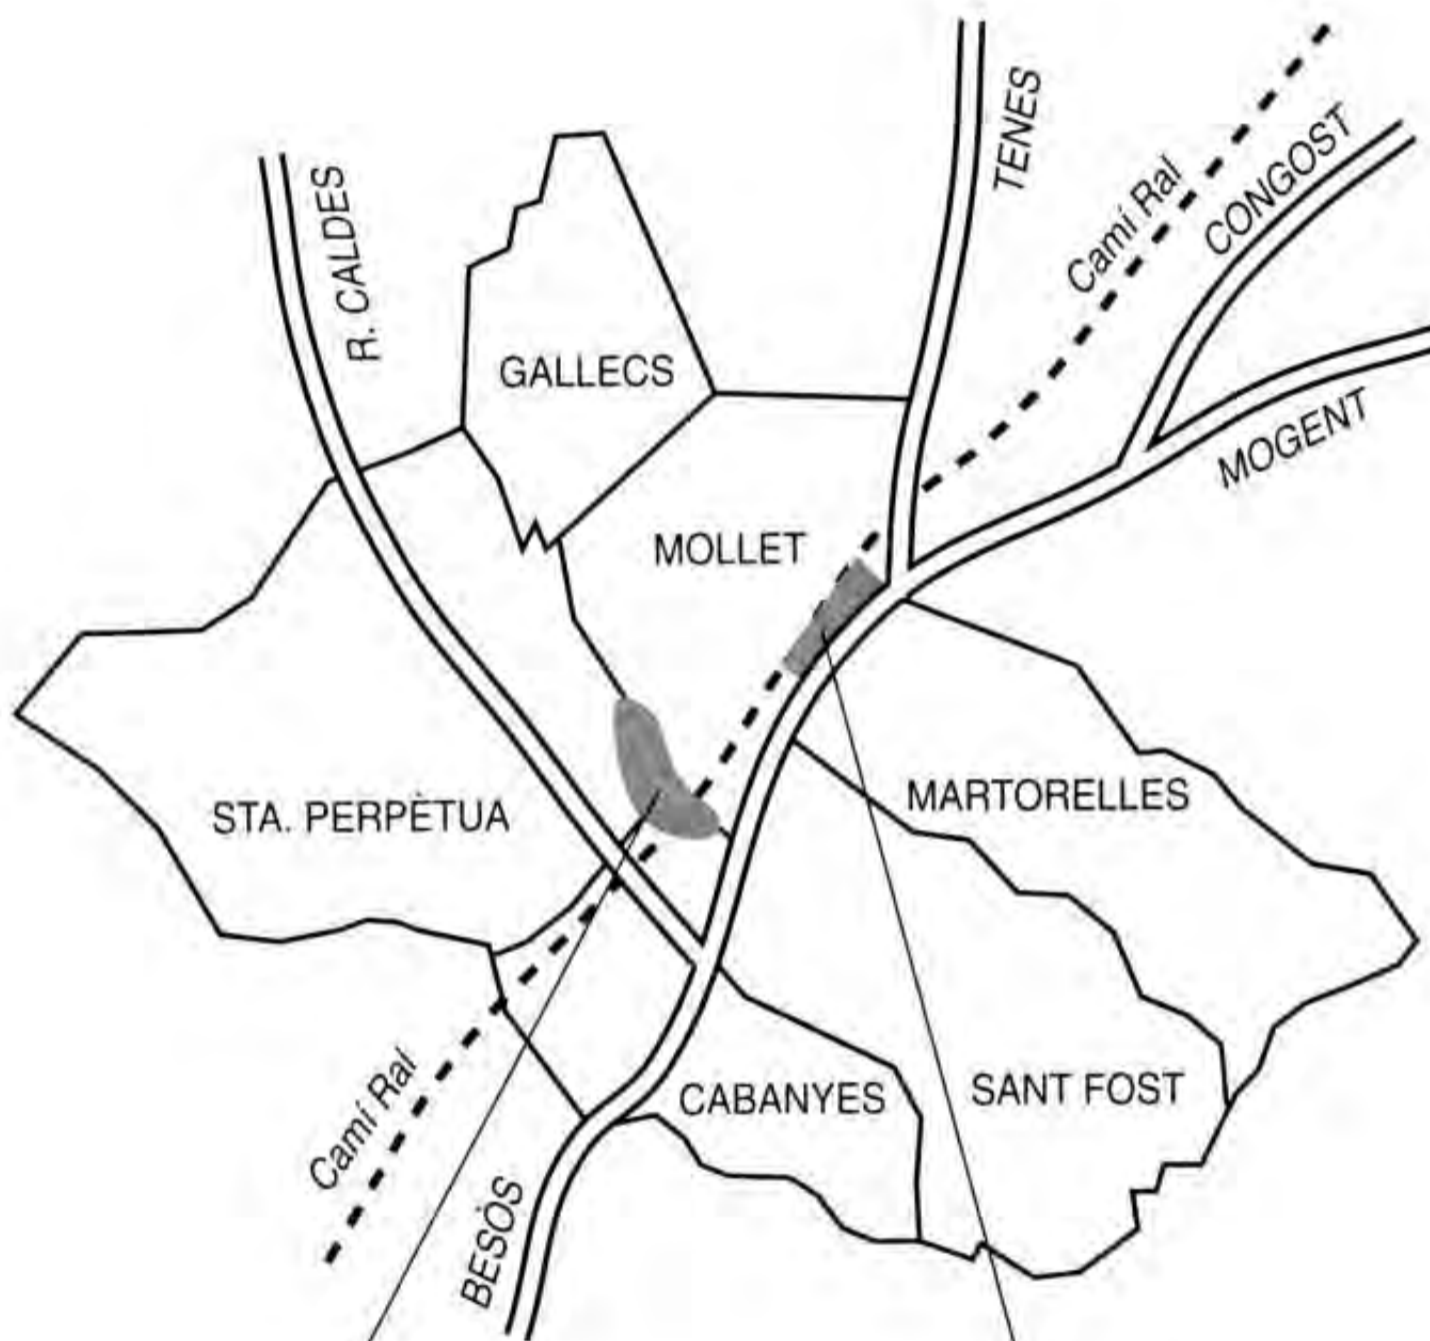 TENES
Camí Ral
CONGOST
R. CALDES
GALLECS
MOGENT
MOLLET
MARTORELLES
STA. PERPÈTUA
SANT FOST
CABANYES
Camí Ral
BESÒS